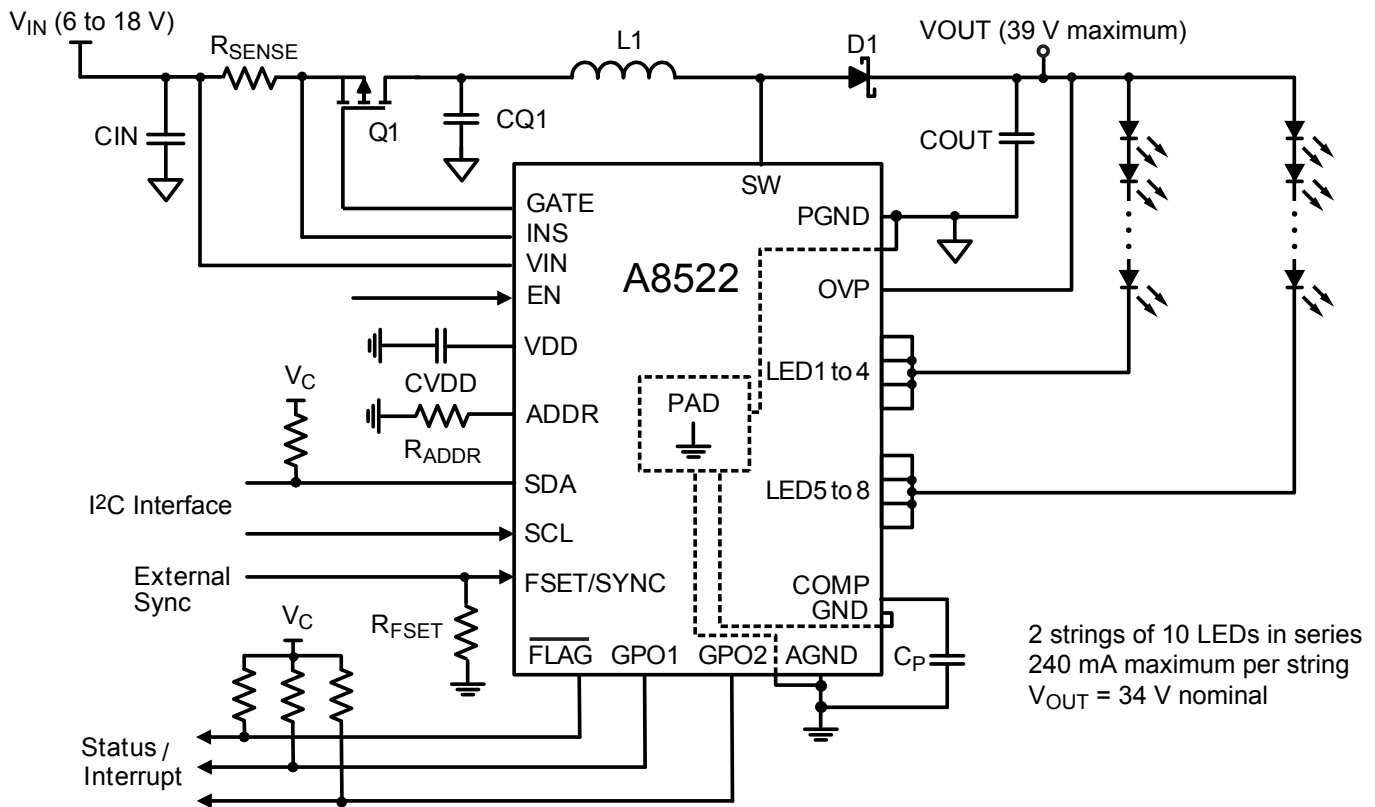 V_IN (6 to 18 V)
R_SENSE
L1
D1
VOUT (39 V maximum)
CIN
Q1
CQ1
COUT
SW
GATE
INS
VIN
EN
VDD
CVDD
ADDR
R_ADDR
V_C
SDA
I²C Interface
SCL
External
Sync
FSET/SYNC
R_FSET
V_C
A8522
PGND
OVP
LED1 to 4
PAD
LED5 to 8
COMP
GND
C_P
FLAG GPO1 GPO2 AGND
Status /
Interrupt
2 strings of 10 LEDs in series
240 mA maximum per string
V_OUT = 34 V nominal